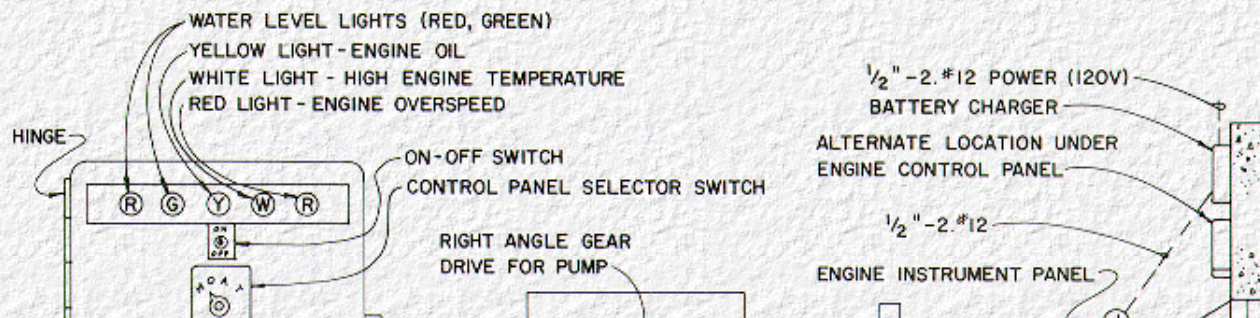 WATER LEVEL LIGHTS (RED, GREEN)
YELLOW LIGHT - ENGINE OIL
WHITE LIGHT - HIGH ENGINE TEMPERATURE
RED LIGHT - ENGINE OVERSPEED
HINGE
ON-OFF SWITCH
CONTROL PANEL SELECTOR SWITCH
R G Y W R
ON
OFF
RIGHT ANGLE GEAR
DRIVE FOR PUMP
1/2" - 2.#12 POWER (120V)
BATTERY CHARGER
ALTERNATE LOCATION UNDER
ENGINE CONTROL PANEL
1/2" - 2.#12
ENGINE INSTRUMENT PANEL